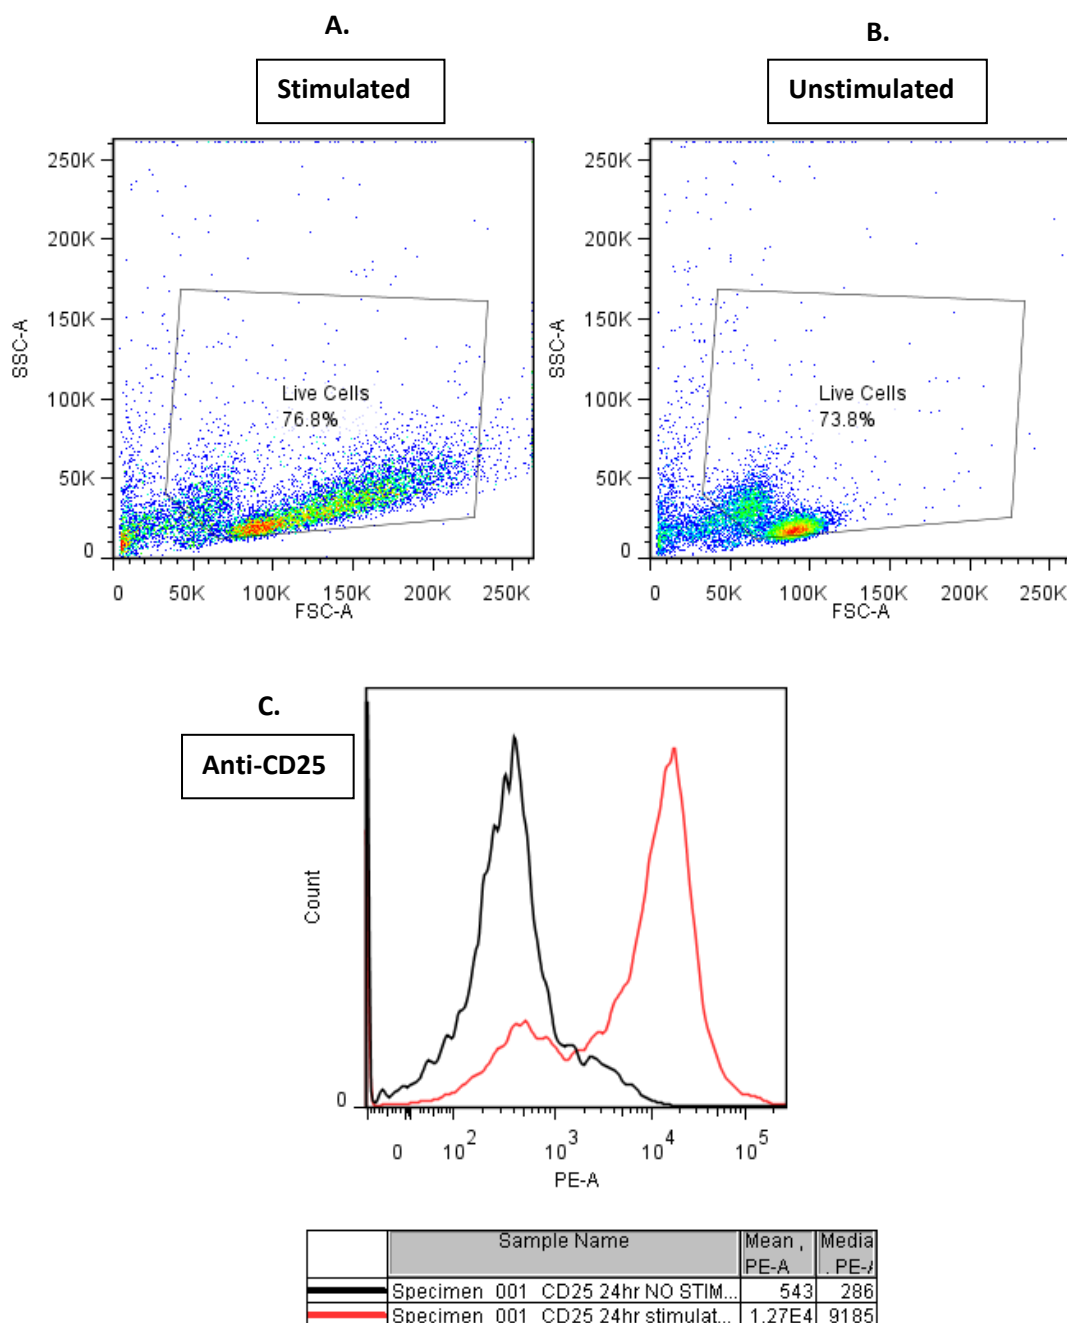 A.
B.
Stimulated
Unstimulated
250K
200K
150K
100K
50K
0
SSC-A
Live Cells
76.8%
0 50K 100K 150K 200K 250K
FSC-A
250K
200K
150K
100K
50K
0
SSC-A
Live Cells
73.8%
0 50K 100K 150K 200K 250K
FSC-A
C.
Anti-CD25
Count
0
0 10^2 10^3 10^4 10^5
PE-A
Sample Name Mean , PE-A Media . PE-A
Specimen_001_CD25 24hr NO STIM... 543 286
Specimen_001_CD25 24hr stimulat... 1.27E4 9185